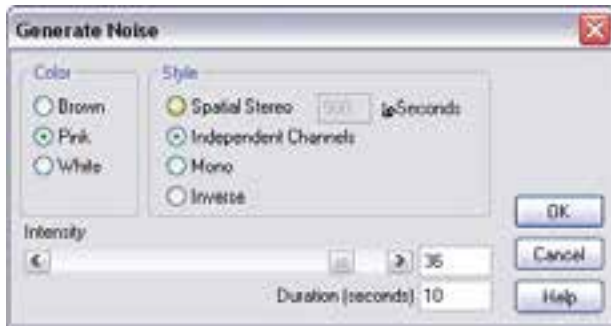 Generate Noise
Color
Brown
Pink
White
Style
Spatial Stereo
Seconds
Independent Channels
Mono
Inverse
Intensity
36
Duration (seconds) 10
OK
Cancel
Help